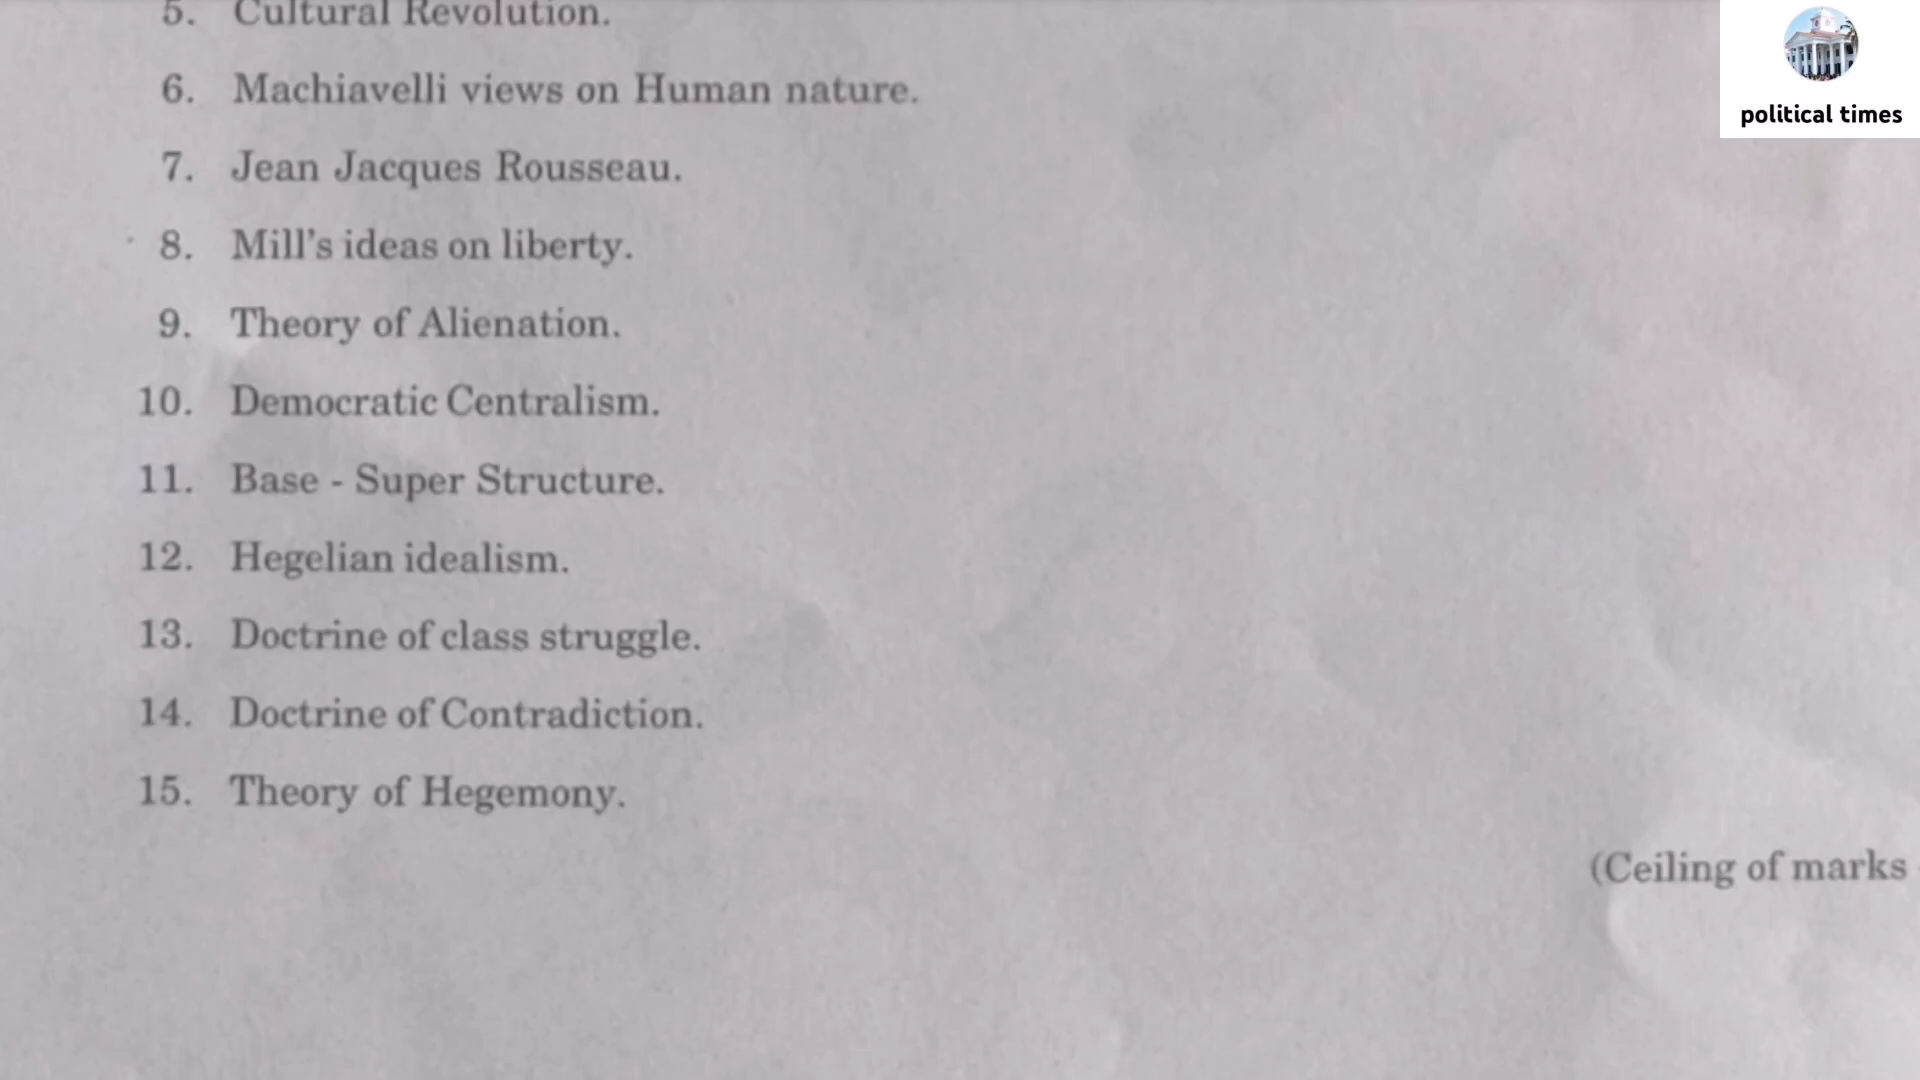 5. Cultural Revolution.
political times
6. Machiavelli views on Human nature.
7. Jean Jacques Rousseau.
8. Mill's ideas on liberty.
9. Theory of Alienation.
10. Democratic Centralism.
11. Base - Super Structure.
12. Hegelian idealism.
13. Doctrine of class struggle.
14. Doctrine of Contradiction.
15. Theory of Hegemony.
(Ceiling of marks